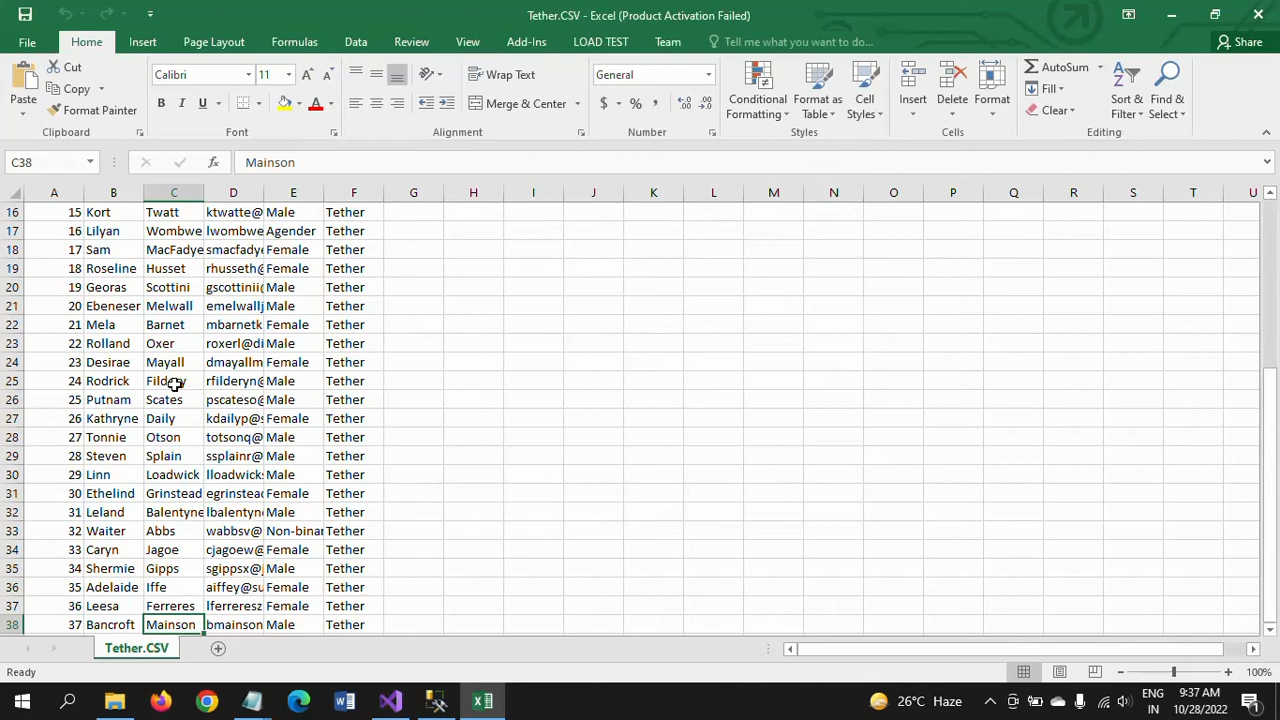 Tether.CSV - Excel (Product Activation Failed)
File Home Insert Page Layout Formulas Data Review View Add-Ins LOAD TEST Team Tell me what you want to do... Share
Paste Cut Copy Format Painter Clipboard
Calibri 11 B I U A Font
Wrap Text Merge & Center Alignment
General $ % , Number
Conditional Formatting Format as Table Cell Styles Styles
Insert Delete Format Cells
AutoSum Fill Clear Sort & Filter Find & Select Editing
C38 fx Mainson
A B C D E F G H I J K L M N O P Q R S T U
16 15 Kort Twatt ktwatte@ Male Tether
17 16 Lilyan Wombwe lwombwe Agender Tether
18 17 Sam MacFadye smacfadye Female Tether
19 18 Roseline Husset rhusseth@ Female Tether
20 19 Georas Scottini gscottinii Male Tether
21 20 Ebeneser Melwall emelwallj Male Tether
22 21 Mela Barnet mbarnetk Female Tether
23 22 Rolland Oxer roxerl@di Male Tether
24 23 Desirae Mayall dmayallm Female Tether
25 24 Rodrick rfilderyn@ Male Tether
26 25 Putnam Scates pscateso@ Male Tether
27 26 Kathryne Daily kdailyp@s Female Tether
28 27 Tonnie Otson totsonq@ Male Tether
29 28 Steven Splain ssplainr@ Male Tether
30 29 Linn Loadwick lloadwicks Male Tether
31 30 Ethelind Grinstead egrinstead Female Tether
32 31 Leland Balentyne lbalentyne Male Tether
33 32 Waiter Abbs wabbsv@ Non-binar Tether
34 33 Caryn Jagoe cjagoew@ Female Tether
35 34 Shermie Gipps sgippsx@j Male Tether
36 35 Adelaide Iffe aiffey@su Female Tether
37 36 Leesa Ferreres lferreresz Female Tether
38 37 Bancroft Mainson bmainson Male Tether
Tether.CSV
Ready 100%
26°C Haze ENG IN 9:37 AM 10/28/2022